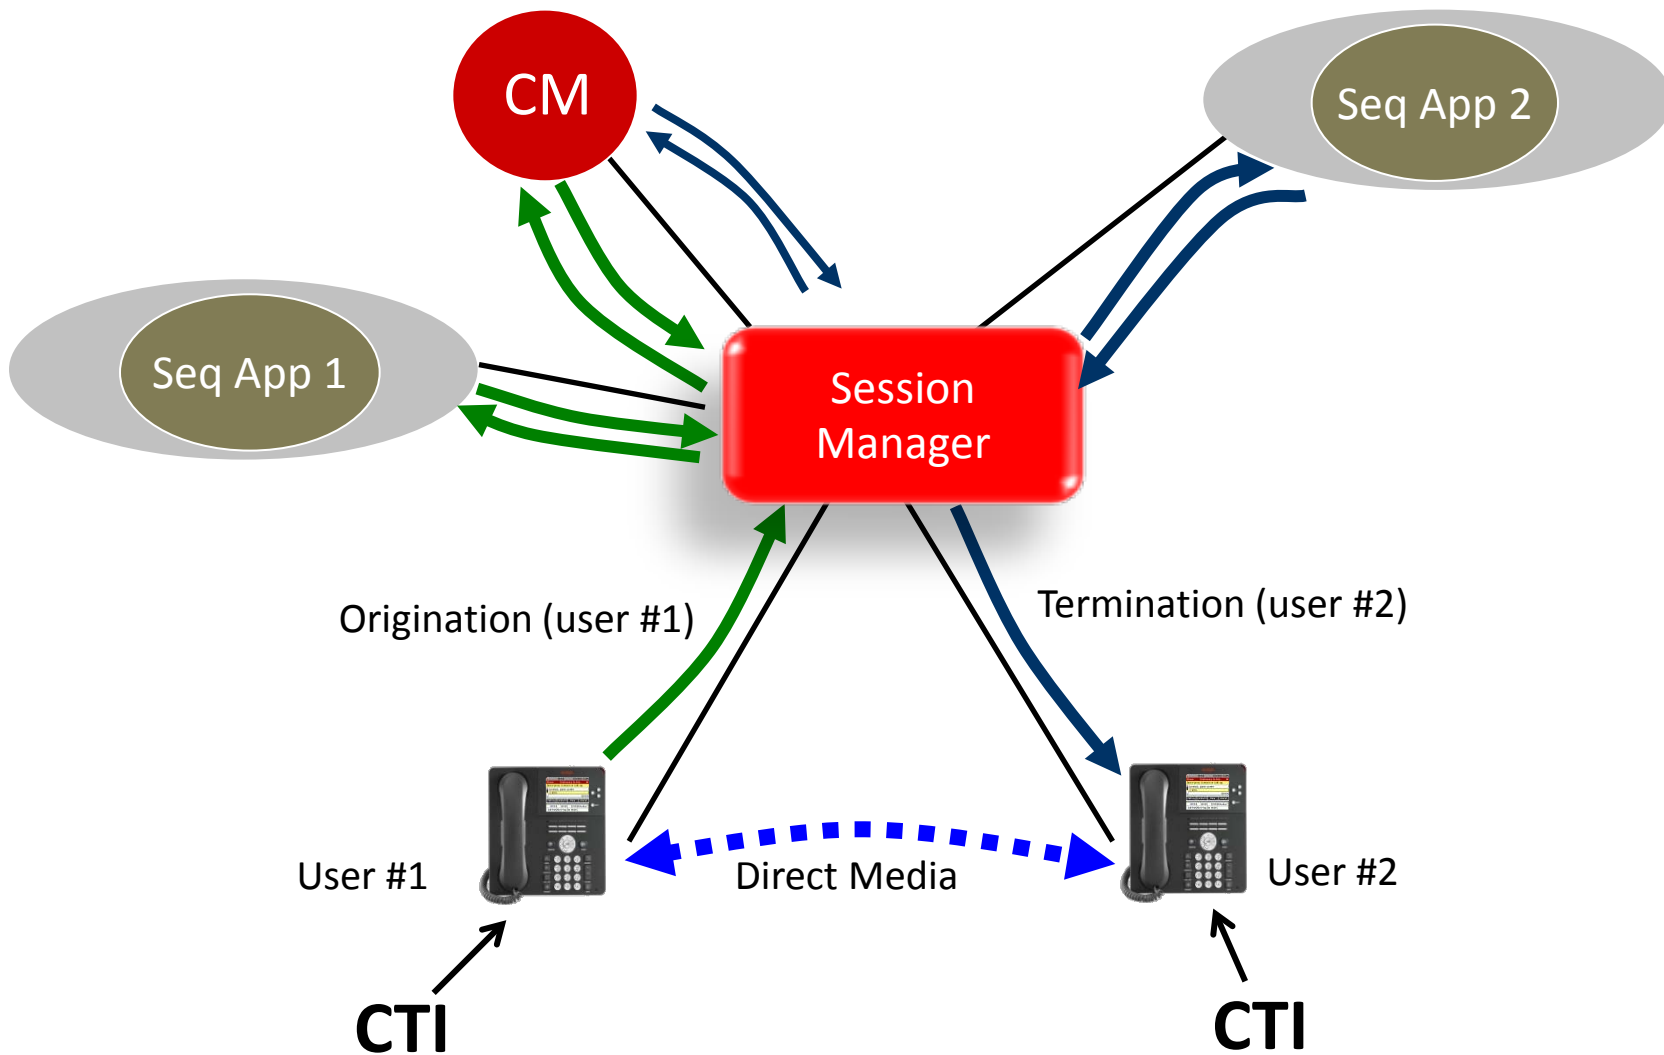 CM
Seq App 2
Seq App 1
Session
Manager
Origination (user #1)
Termination (user #2)
User #1
Direct Media
User #2
CTI
CTI